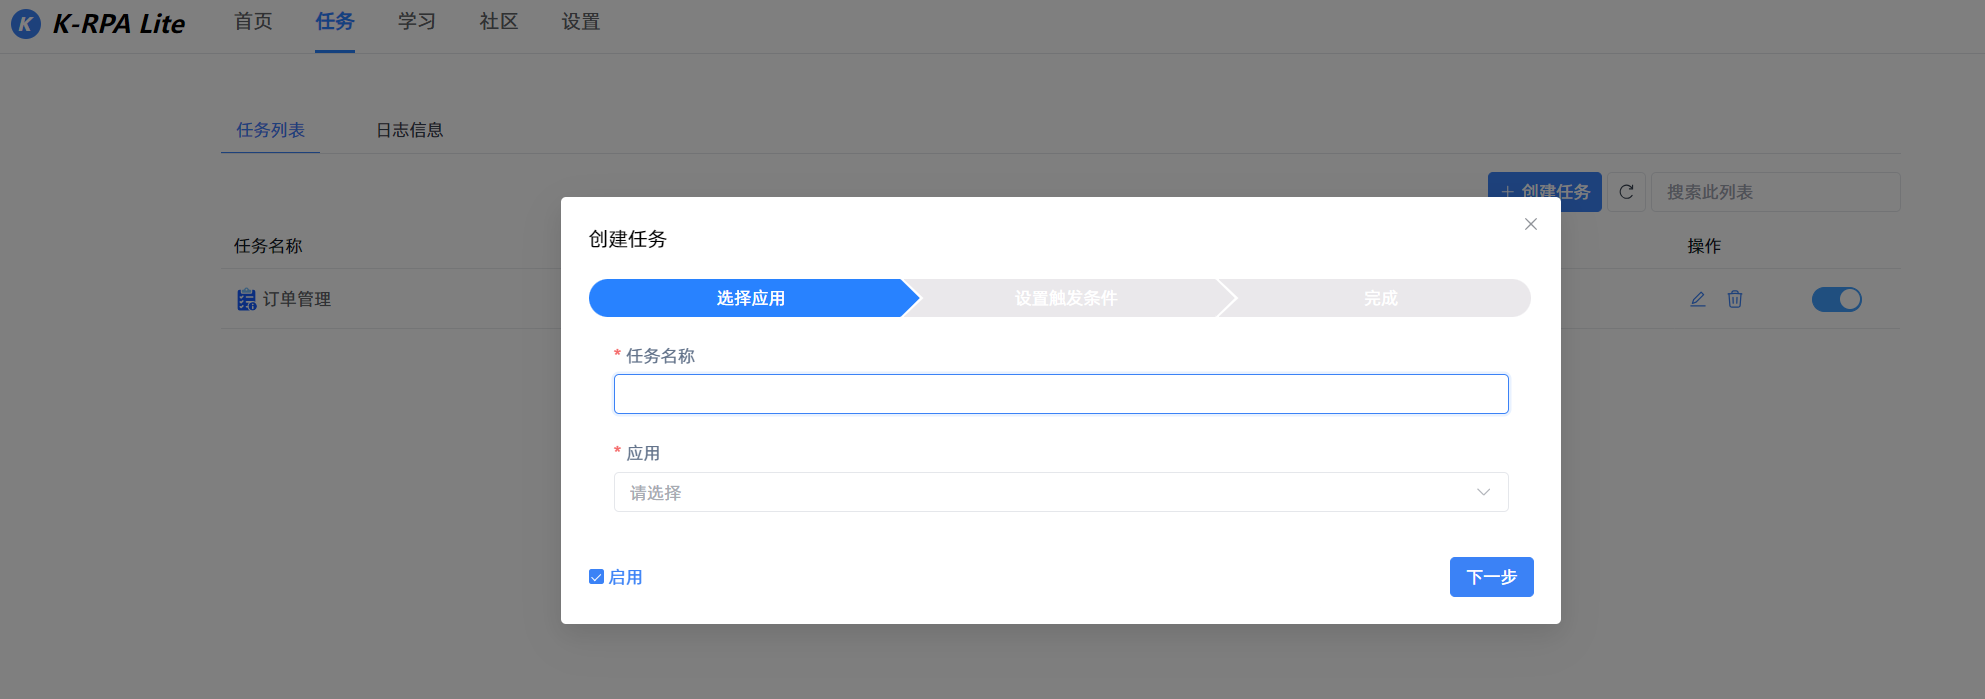 K K-RPA Lite 首页 任务 学习 社区 设置
任务列表 日志信息
创建任务 搜索此列表
任务名称 操作
订单管理
创建任务
选择应用 设置触发条件 完成
* 任务名称
* 应用
请选择
启用 下一步